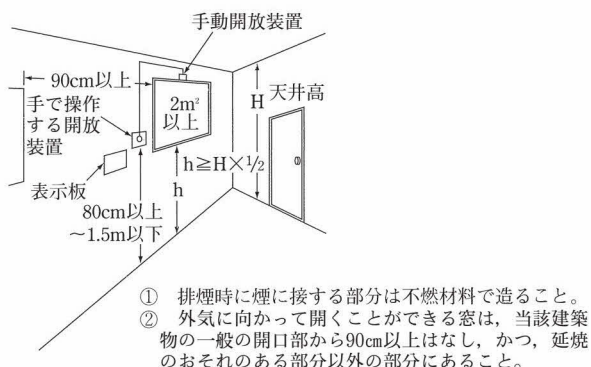 手動開放装置
90cm以上
手で操作
する開放
装置
2m²
以上
H
天井高
h≧H×1/2
表示板
h
80cm以上
～1.5m以下
① 排煙時に煙に接する部分は不燃材料で造ること。
② 外気に向かって開くことができる窓は，当該建築
物の一般の開口部から90cm以上はなし，かつ，延焼
のおそれのある部分以外の部分にあること。